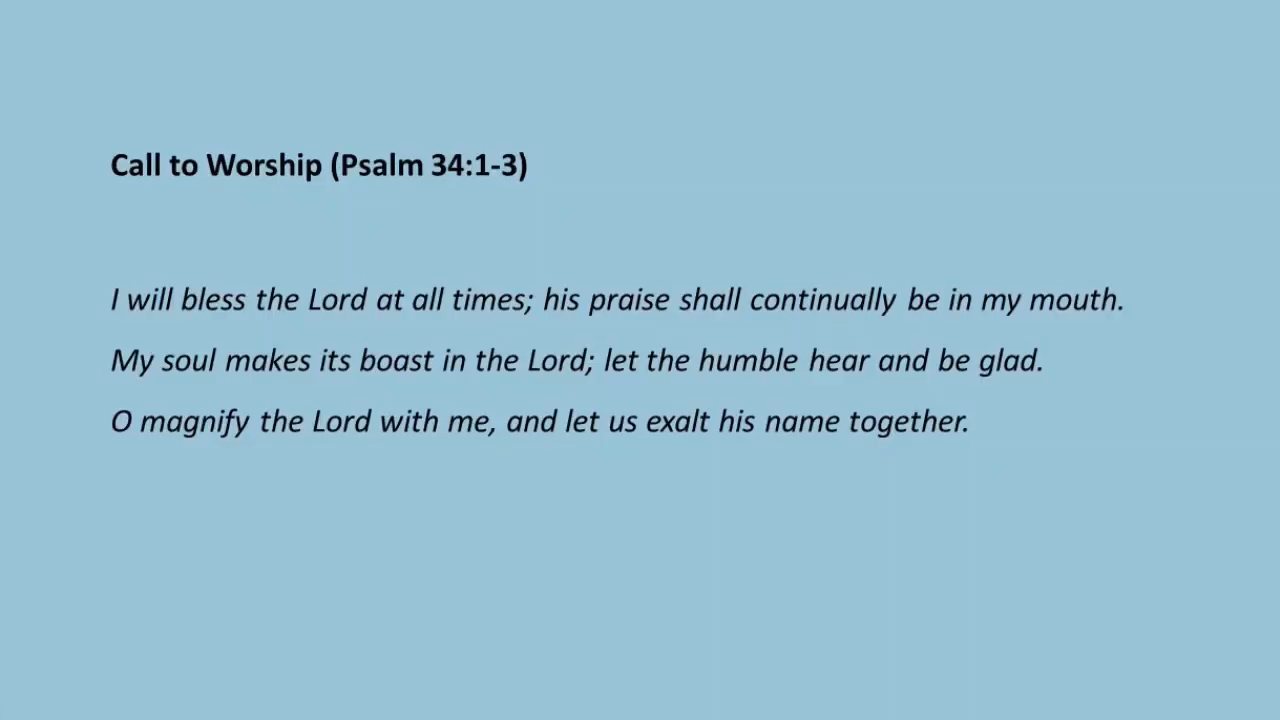 Call to Worship (Psalm 34:1-3)
I will bless the Lord at all times; his praise shall continually be in my mouth.
My soul makes its boast in the Lord; let the humble hear and be glad.
O magnify the Lord with me, and let us exalt his name together.